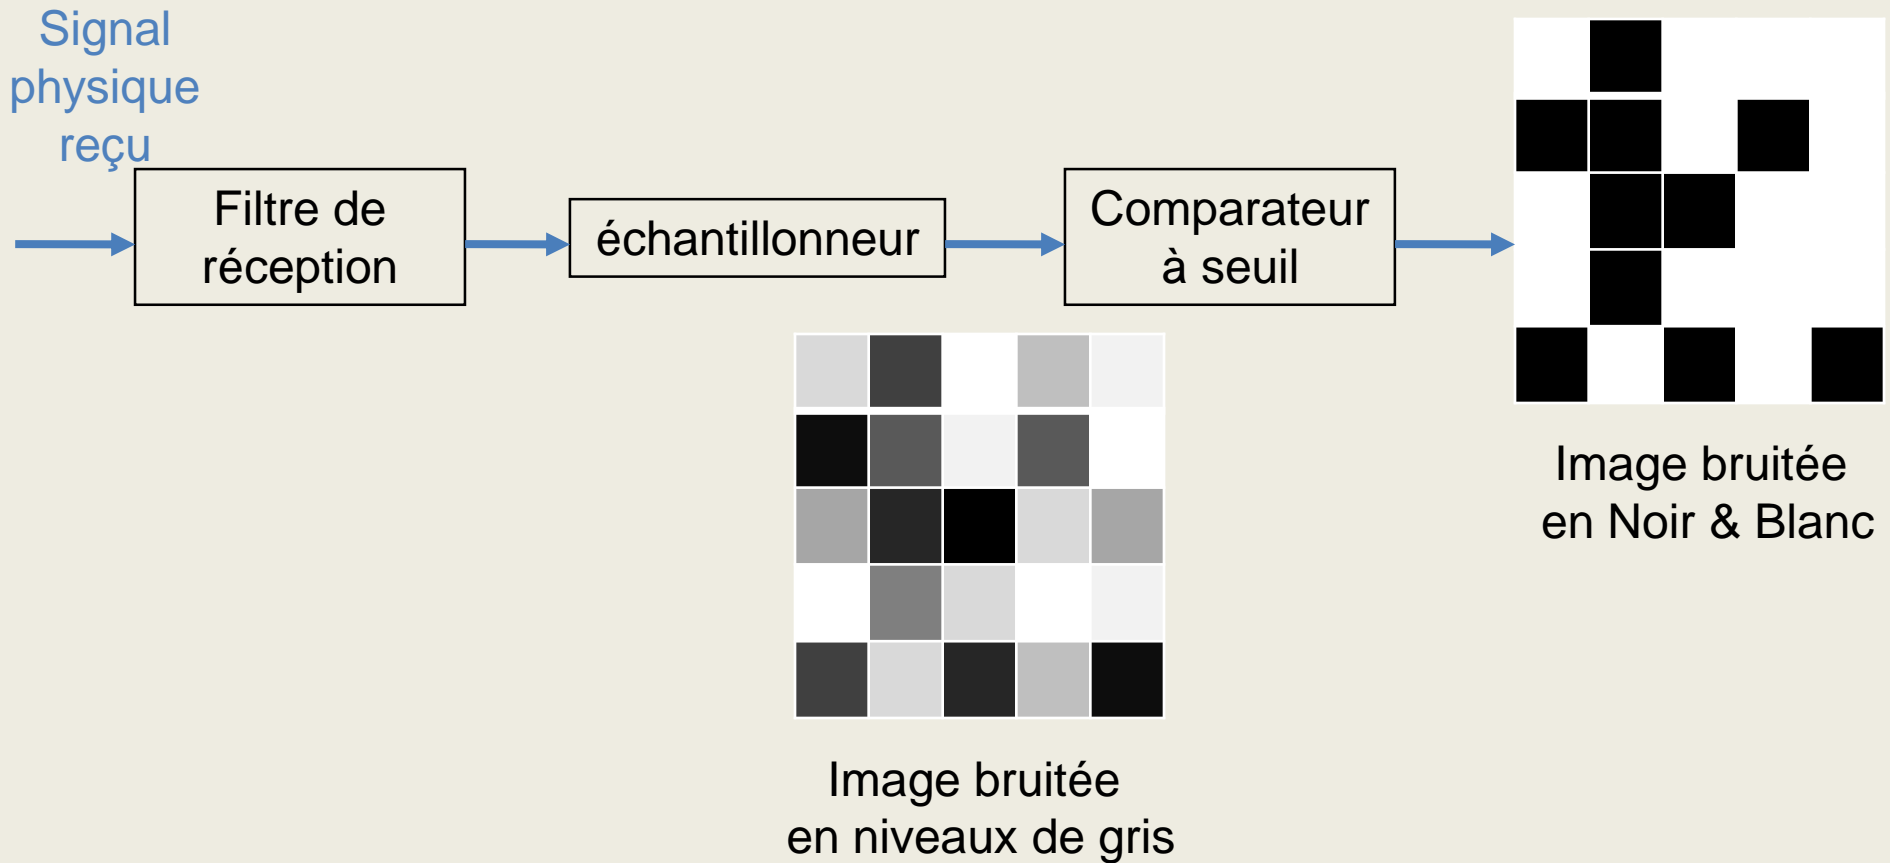 Signal
physique
reçu
Filtre de
réception
échantillonneur
Comparateur
à seuil
Image bruitée
en Noir & Blanc
Image bruitée
en niveaux de gris